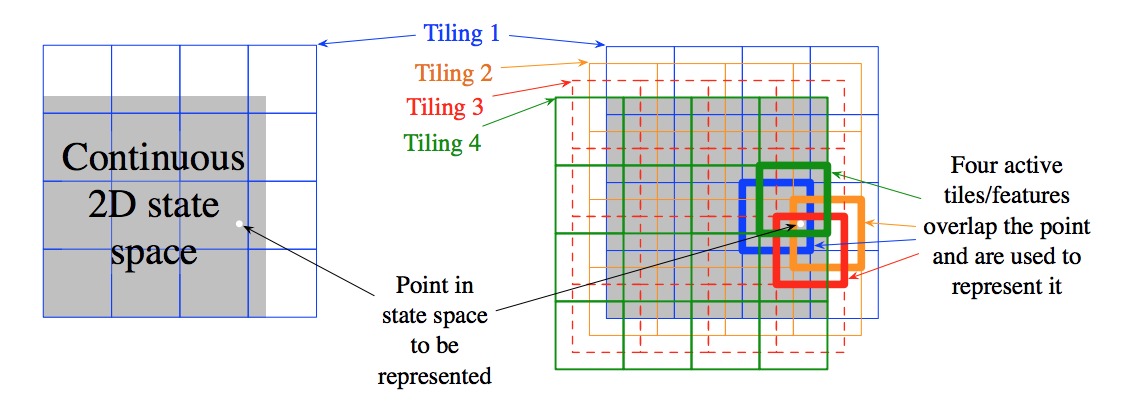 Tiling 1
Tiling 2
Tiling 3
Tiling 4
Continuous
2D state
space
Point in
state space
to be
represented
Four active
tiles/features
overlap the point
and are used to
represent it